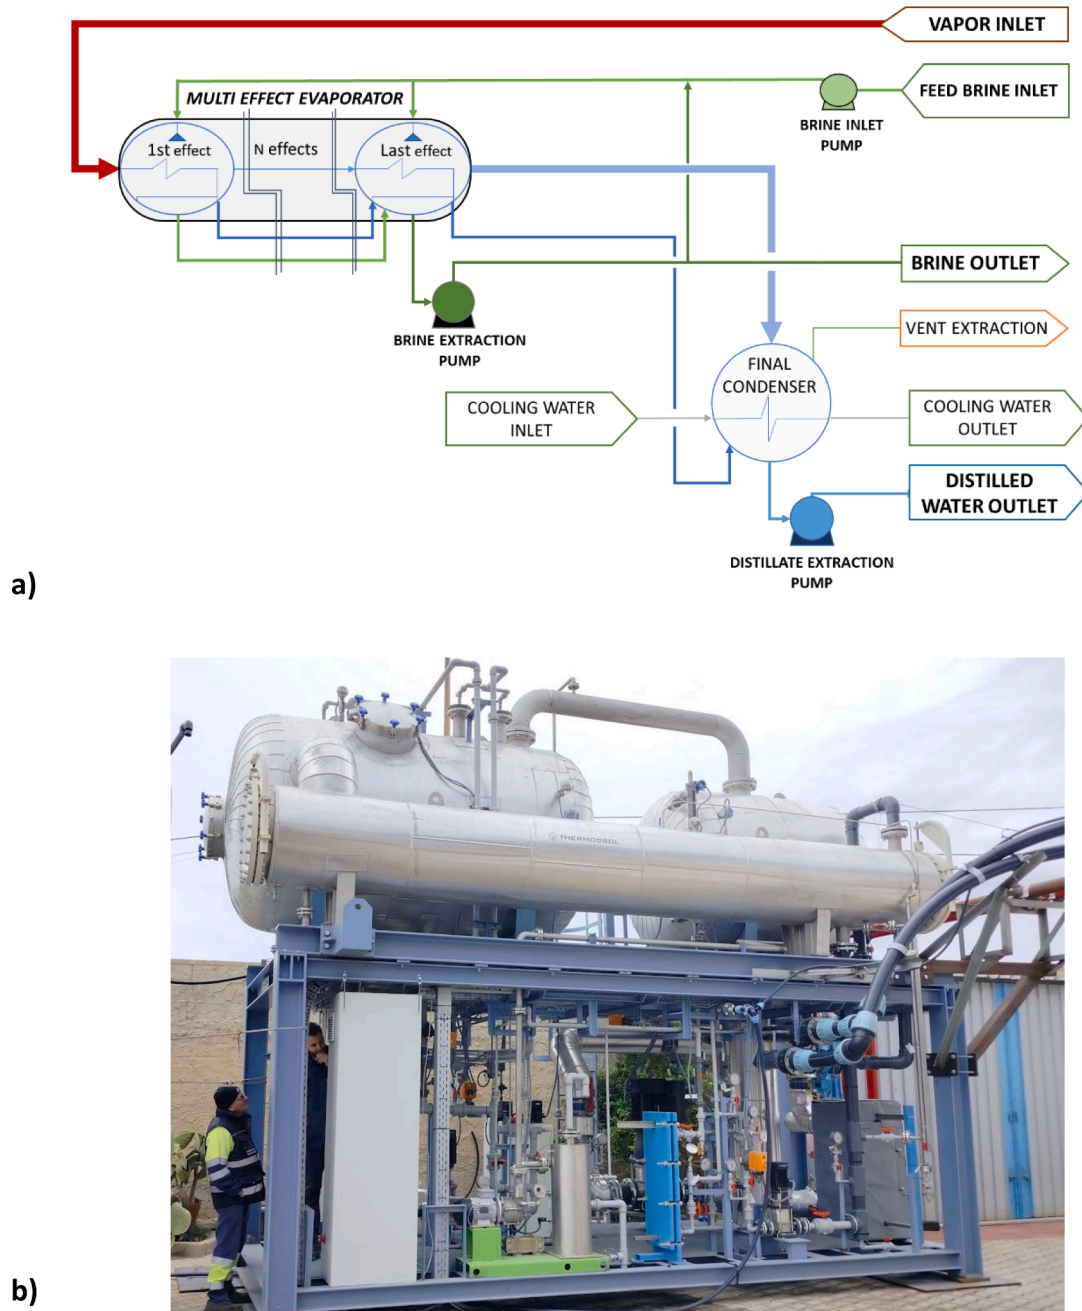 VAPOR INLET
FEED BRINE INLET
BRINE INLET
PUMP
MULTI EFFECT EVAPORATOR
1st effect
N effects
Last effect
BRINE OUTLET
BRINE EXTRACTION
PUMP
VENT EXTRACTION
FINAL
CONDENSER
COOLING WATER
INLET
COOLING WATER
OUTLET
DISTILLED
WATER OUTLET
DISTILLATE EXTRACTION
PUMP
a)
THERMOSSOL
b)